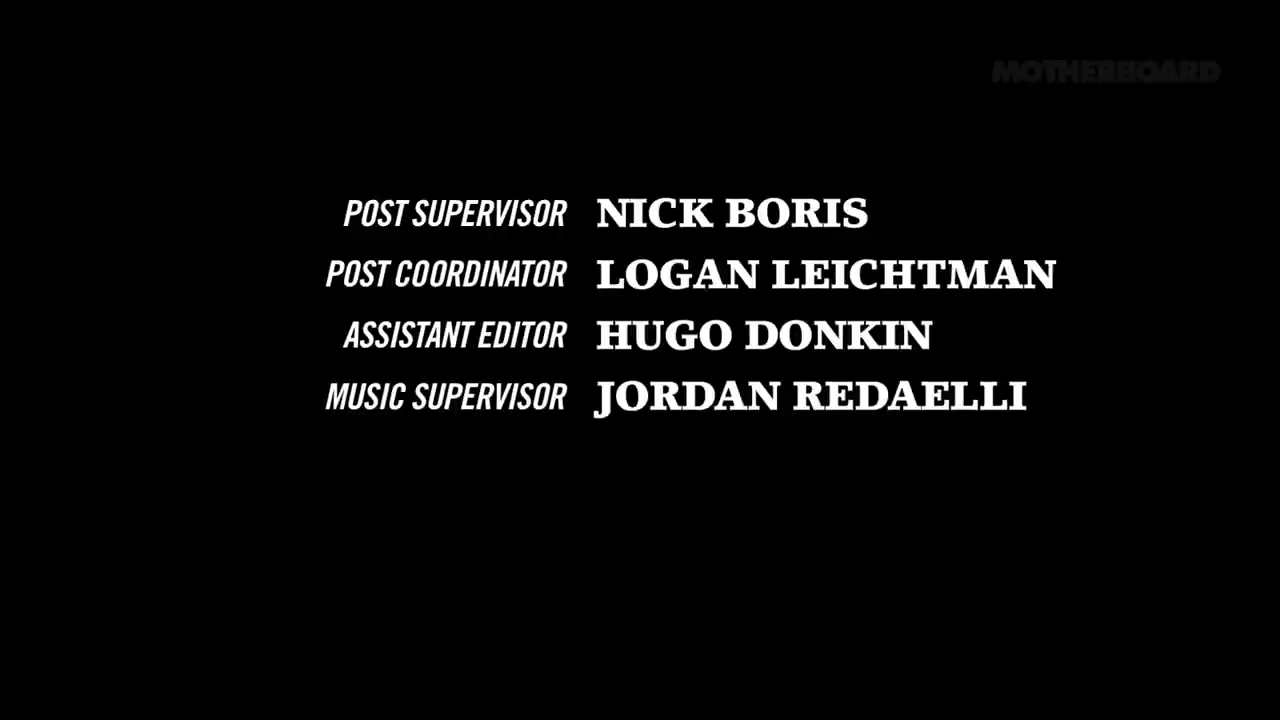 MOTHERBOARD
POST SUPERVISOR NICK BORIS
POST COORDINATOR LOGAN LEICHTMAN
ASSISTANT EDITOR HUGO DONKIN
MUSIC SUPERVISOR JORDAN REDAELLI